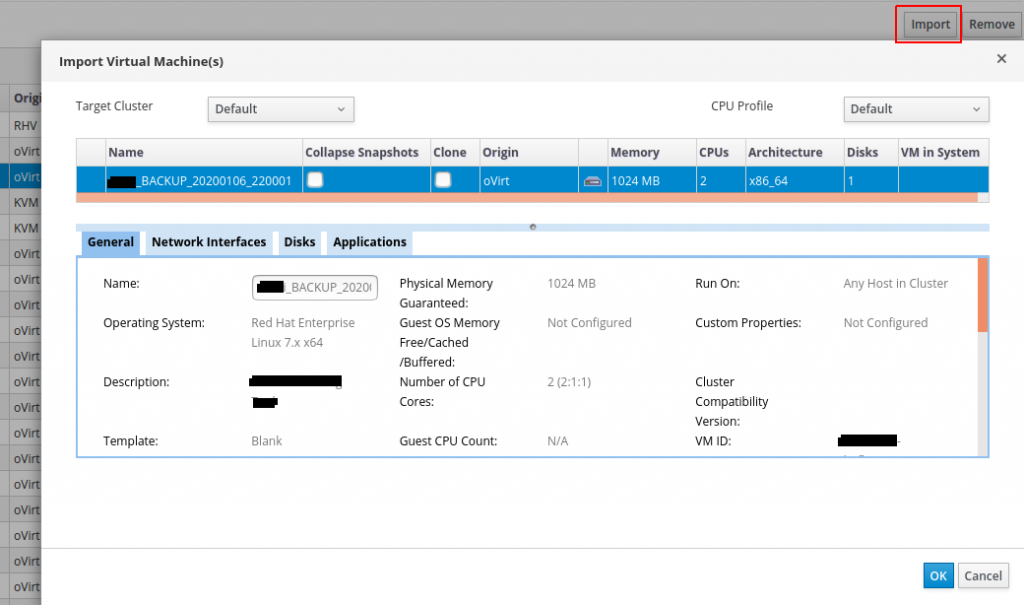 Import Remove
Import Virtual Machine(s)
Target Cluster Default CPU Profile Default
Origi
RHV
oVirt
oVirt
KVM
KVM
oVirt
oVirt
oVirt
oVirt
oVirt
oVirt
oVirt
oVirt
oVirt
oVirt
oVirt
oVirt
oVirt
oVirt
Name Collapse Snapshots Clone Origin Memory CPUs Architecture Disks VM in System
_BACKUP_20200106_220001 oVirt 1024 MB 2 x86_64 1
General Network Interfaces Disks Applications
Name: _BACKUP_2020 Physical Memory Guaranteed: 1024 MB Run On: Any Host in Cluster
Operating System: Red Hat Enterprise Linux 7.x x64 Guest OS Memory Free/Cached /Buffered: Not Configured Custom Properties: Not Configured
Description: Number of CPU Cores: 2 (2:1:1) Cluster Compatibility Version:
Template: Blank Guest CPU Count: N/A VM ID:
OK Cancel